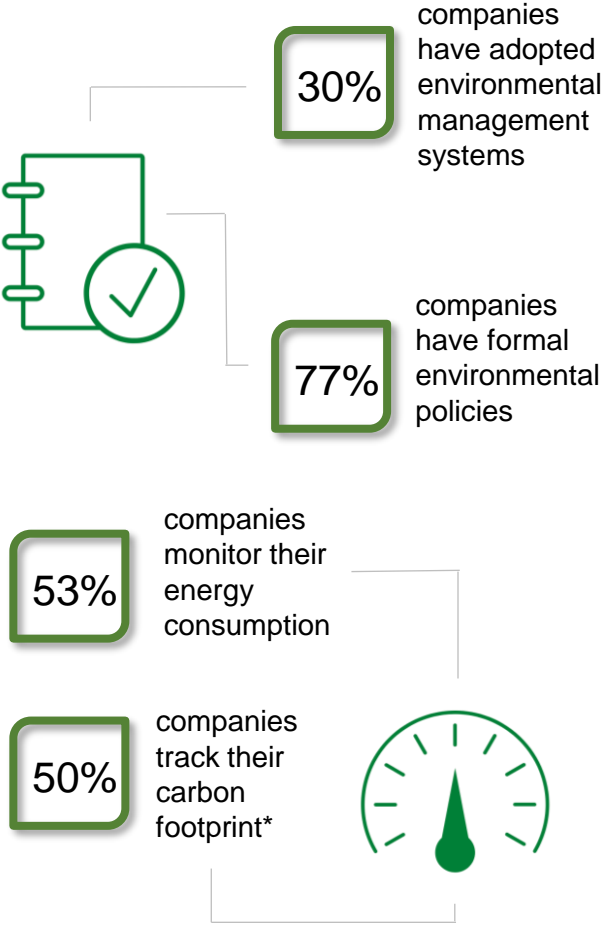 30%
companies
have adopted
environmental
management
systems
77%
companies
have formal
environmental
policies
53%
companies
monitor their
energy
consumption
50%
companies
track their
carbon
footprint*